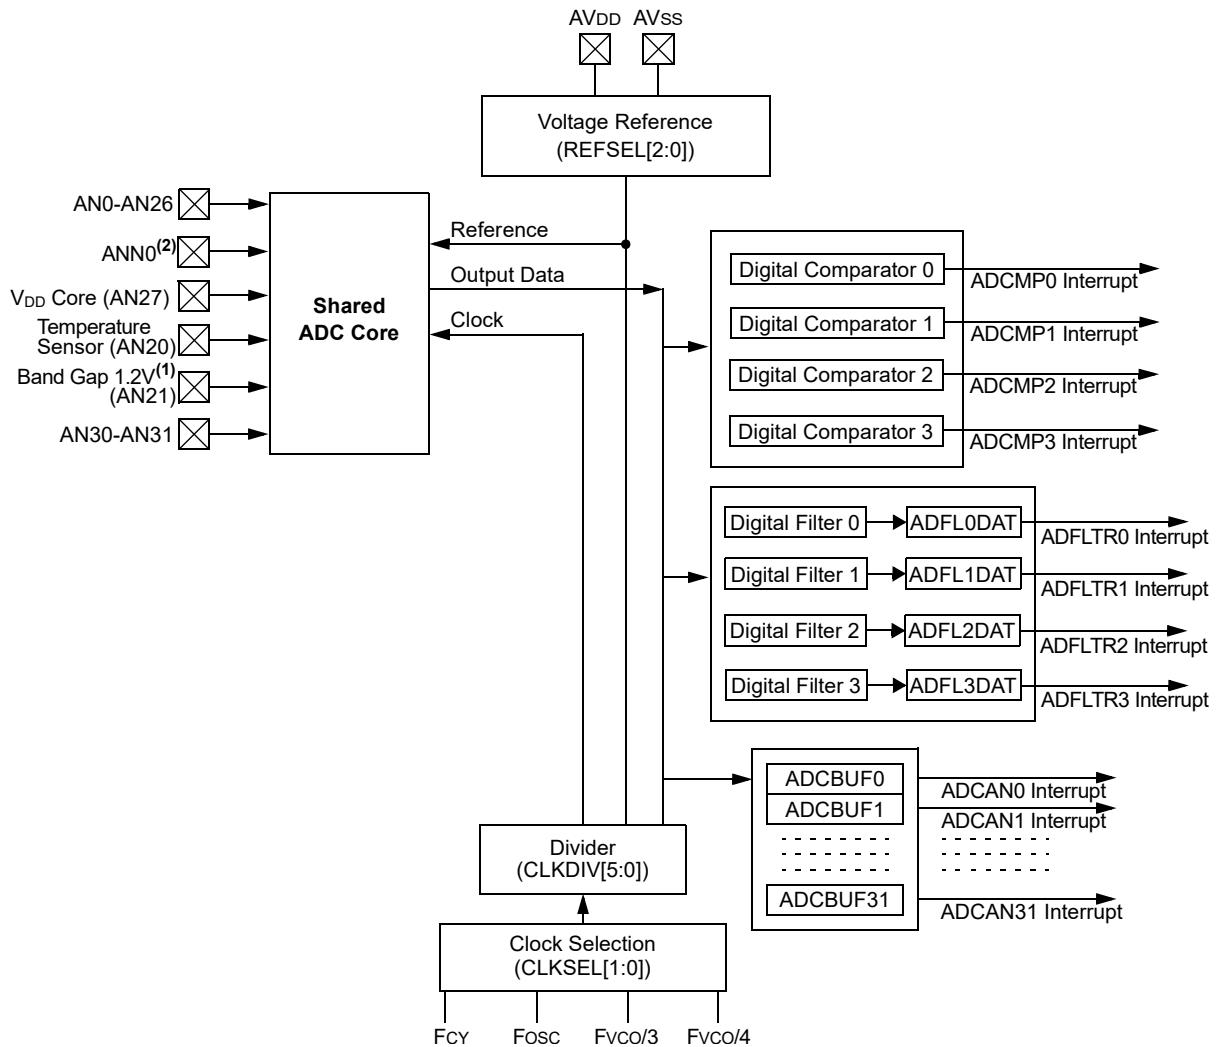 AVDD AVSS
Voltage Reference
(REFSEL[2:0])
AN0-AN26
ANN0(2)
VDD Core (AN27)
Temperature
Sensor (AN20)
Band Gap 1.2V(1)
(AN21)
AN30-AN31
Shared
ADC Core
Reference
Output Data
Clock
Digital Comparator 0
ADCMP0 Interrupt
Digital Comparator 1
ADCMP1 Interrupt
Digital Comparator 2
ADCMP2 Interrupt
Digital Comparator 3
ADCMP3 Interrupt
Digital Filter 0
ADFL0DAT
ADFLTR0 Interrupt
Digital Filter 1
ADFL1DAT
ADFLTR1 Interrupt
Digital Filter 2
ADFL2DAT
ADFLTR2 Interrupt
Digital Filter 3
ADFL3DAT
ADFLTR3 Interrupt
ADCBUF0
ADCAN0 Interrupt
ADCBUF1
ADCAN1 Interrupt
ADCBUF31
ADCAN31 Interrupt
Divider
(CLKDIV[5:0])
Clock Selection
(CLKSEL[1:0])
FCY FOSC FVCO/3 FVCO/4